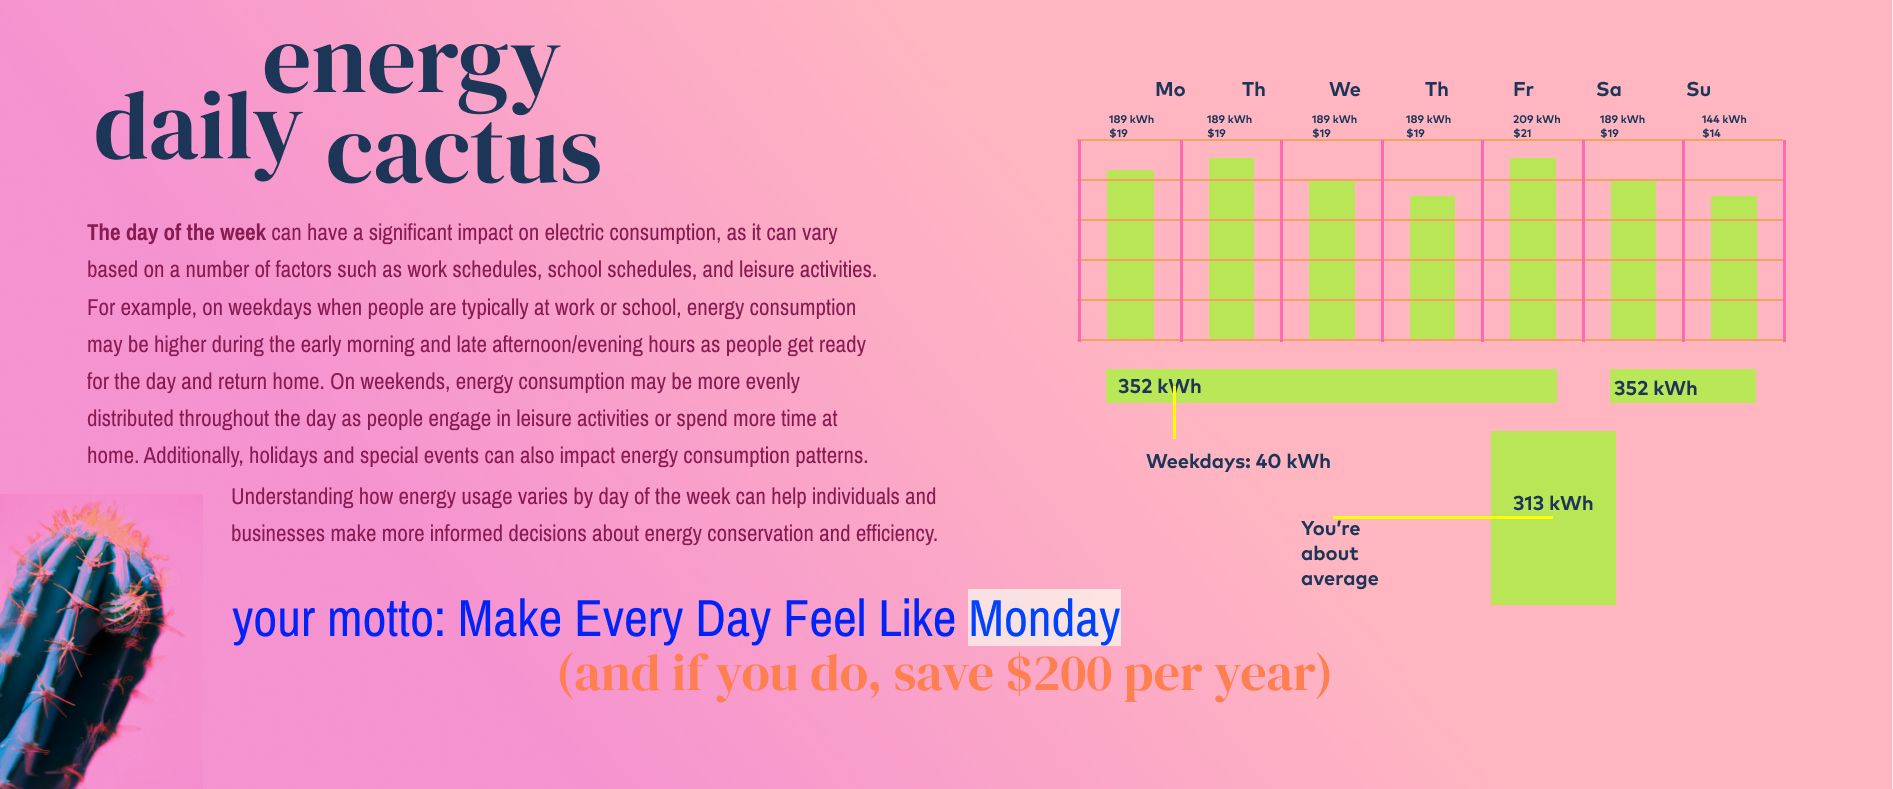 energy
daily
cactus
The day of the week can have a significant impact on electric consumption, as it can vary
based on a number of factors such as work schedules, school schedules, and leisure activities.
For example, on weekdays when people are typically at work or school, energy consumption
may be higher during the early morning and late afternoon/evening hours as people get ready
for the day and return home. On weekends, energy consumption may be more evenly
distributed throughout the day as people engage in leisure activities or spend more time at
home. Additionally, holidays and special events can also impact energy consumption patterns.
Understanding how energy usage varies by day of the week can help individuals and
businesses make more informed decisions about energy conservation and efficiency.
your motto: Make Every Day Feel Like Monday
(and if you do, save $200 per year)
Mo Th We Th Fr Sa Su
189 kWh 189 kWh 189 kWh 189 kWh 209 kWh 189 kWh 144 kWh
$19 $19 $19 $19 $21 $19 $14
352 kWh 352 kWh
Weekdays: 40 kWh
313 kWh
You're
about
average